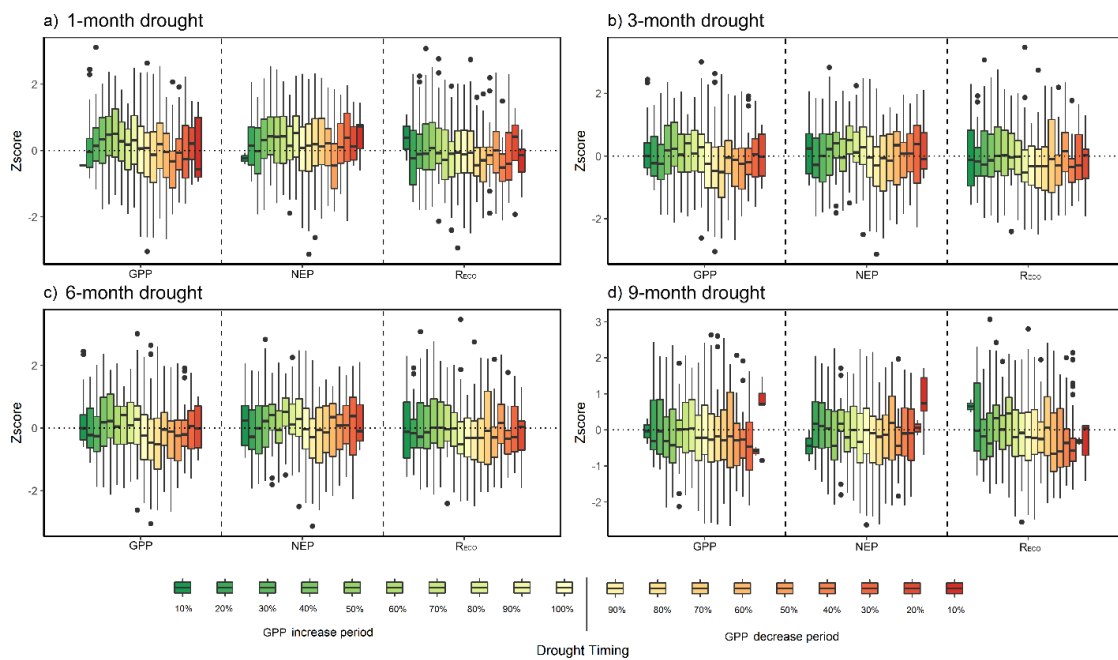 a) 1-month drought
b) 3-month drought
Zscore
2
0
-2
GPP
NEP
RECO
Zscore
2
0
-2
GPP
NEP
RECO
c) 6-month drought
d) 9-month drought
Zscore
2
0
-2
GPP
NEP
RECO
Zscore
3
2
1
0
-1
-2
GPP
NEP
RECO
10% 20% 30% 40% 50% 60% 70% 80% 90% 100% 90% 80% 70% 60% 50% 40% 30% 20% 10%
GPP increase period
GPP decrease period
Drought Timing